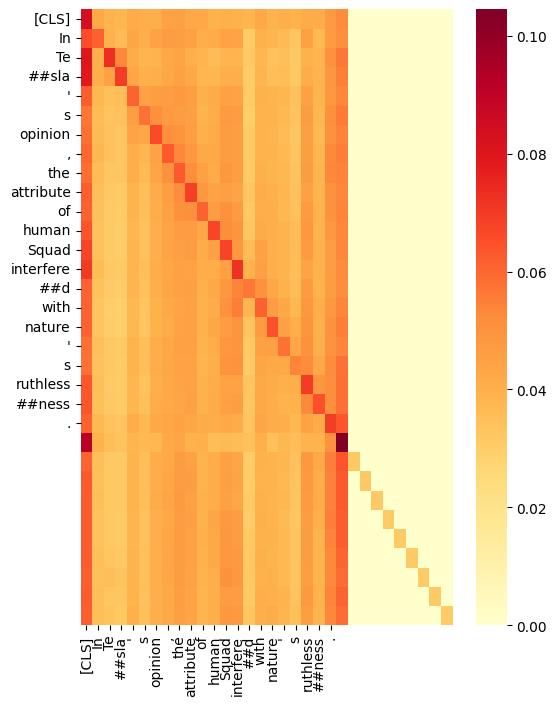 [CLS]
In
Te
##sla
'
s
opinion
,
the
attribute
of
human
Squad
interfere
##d
with
nature
'
s
ruthless
##ness
.
0.10
0.08
0.06
0.04
0.02
0.00
[CLS]
In
Te
##sla
'
s
opinion
,
the
attribute
of
human
Squad
interfere
##d
with
nature
'
s
ruthless
##ness
.